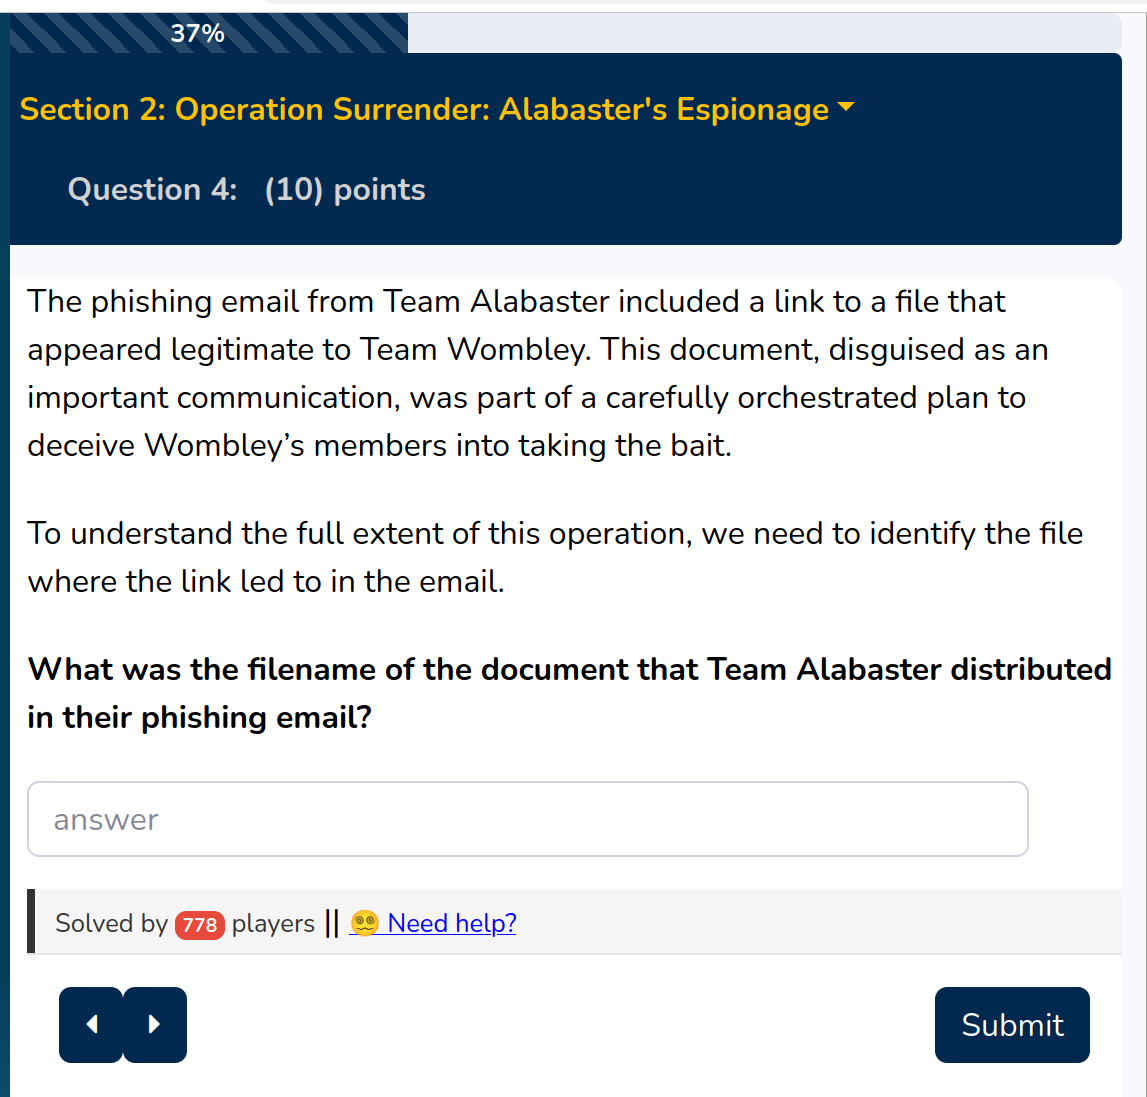 37%
Section 2: Operation Surrender: Alabaster's Espionage
Question 4: (10) points
The phishing email from Team Alabaster included a link to a file that
appeared legitimate to Team Wombley. This document, disguised as an
important communication, was part of a carefully orchestrated plan to
deceive Wombley’s members into taking the bait.
To understand the full extent of this operation, we need to identify the file
where the link led to in the email.
What was the filename of the document that Team Alabaster distributed
in their phishing email?
answer
Solved by 778 players || 😵‍💫 Need help?
Submit